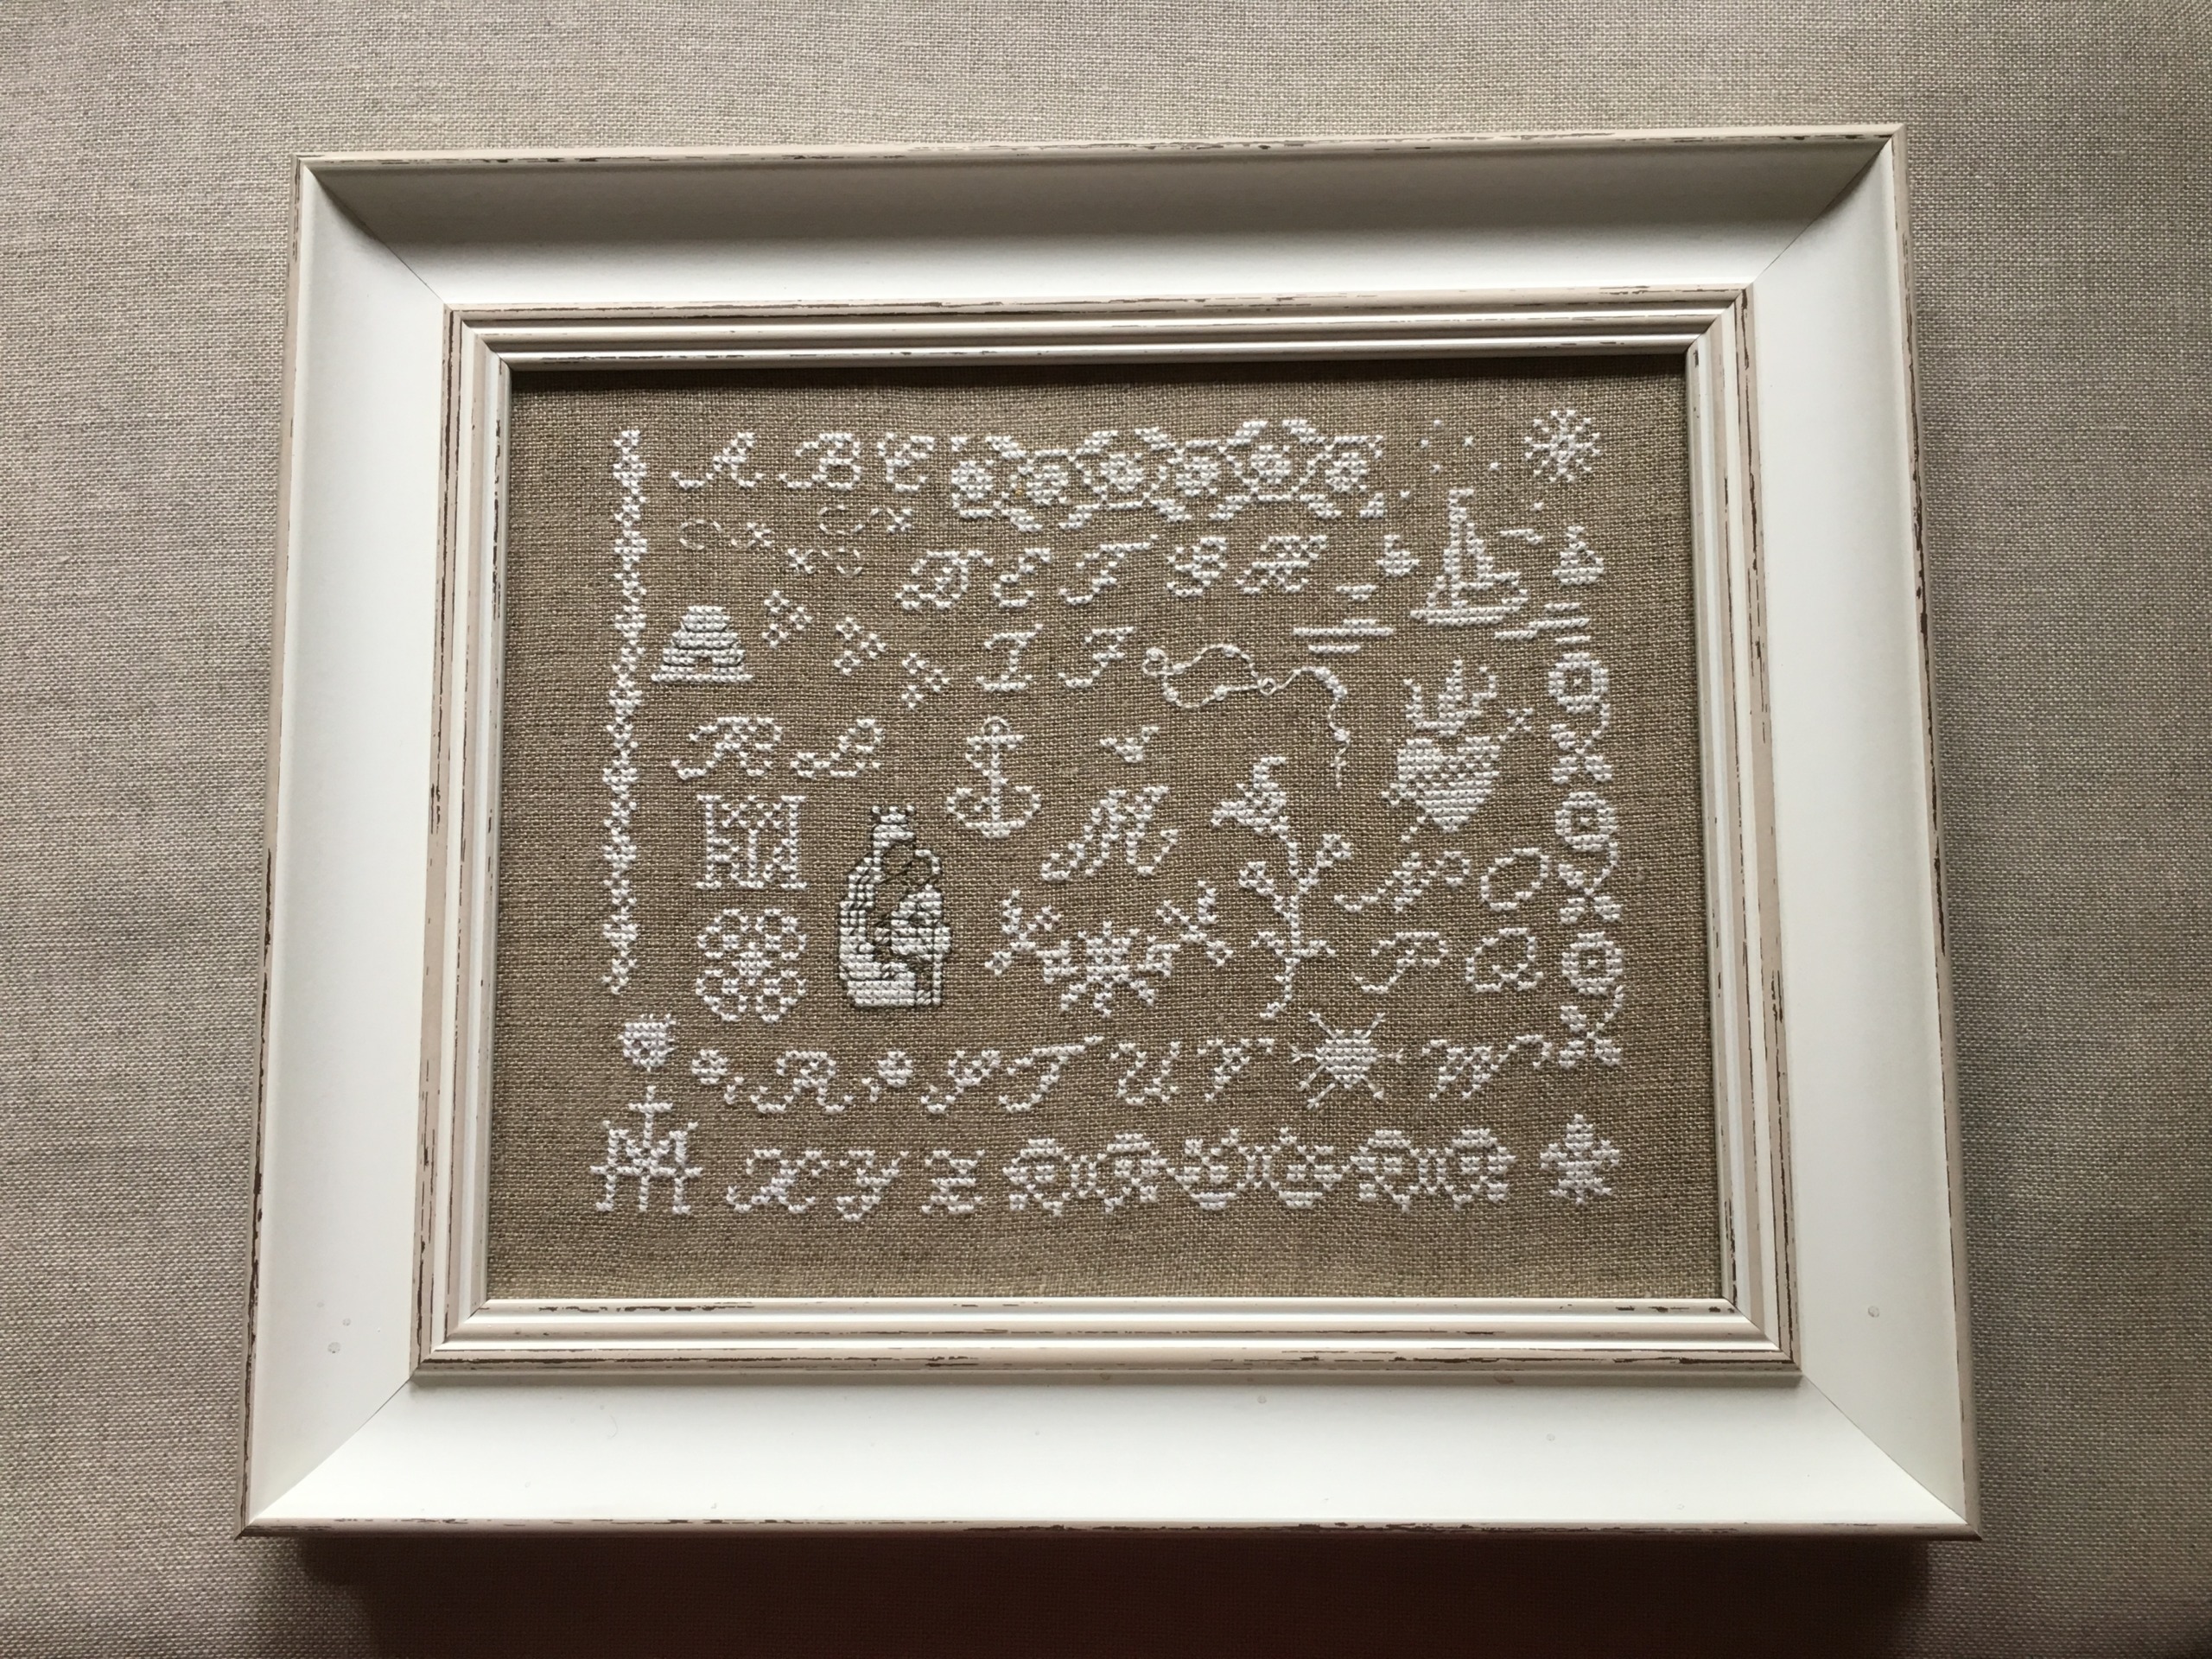 A B C
D E F G H
I J
K L
M
N O
P Q
R S T U V W
X Y Z